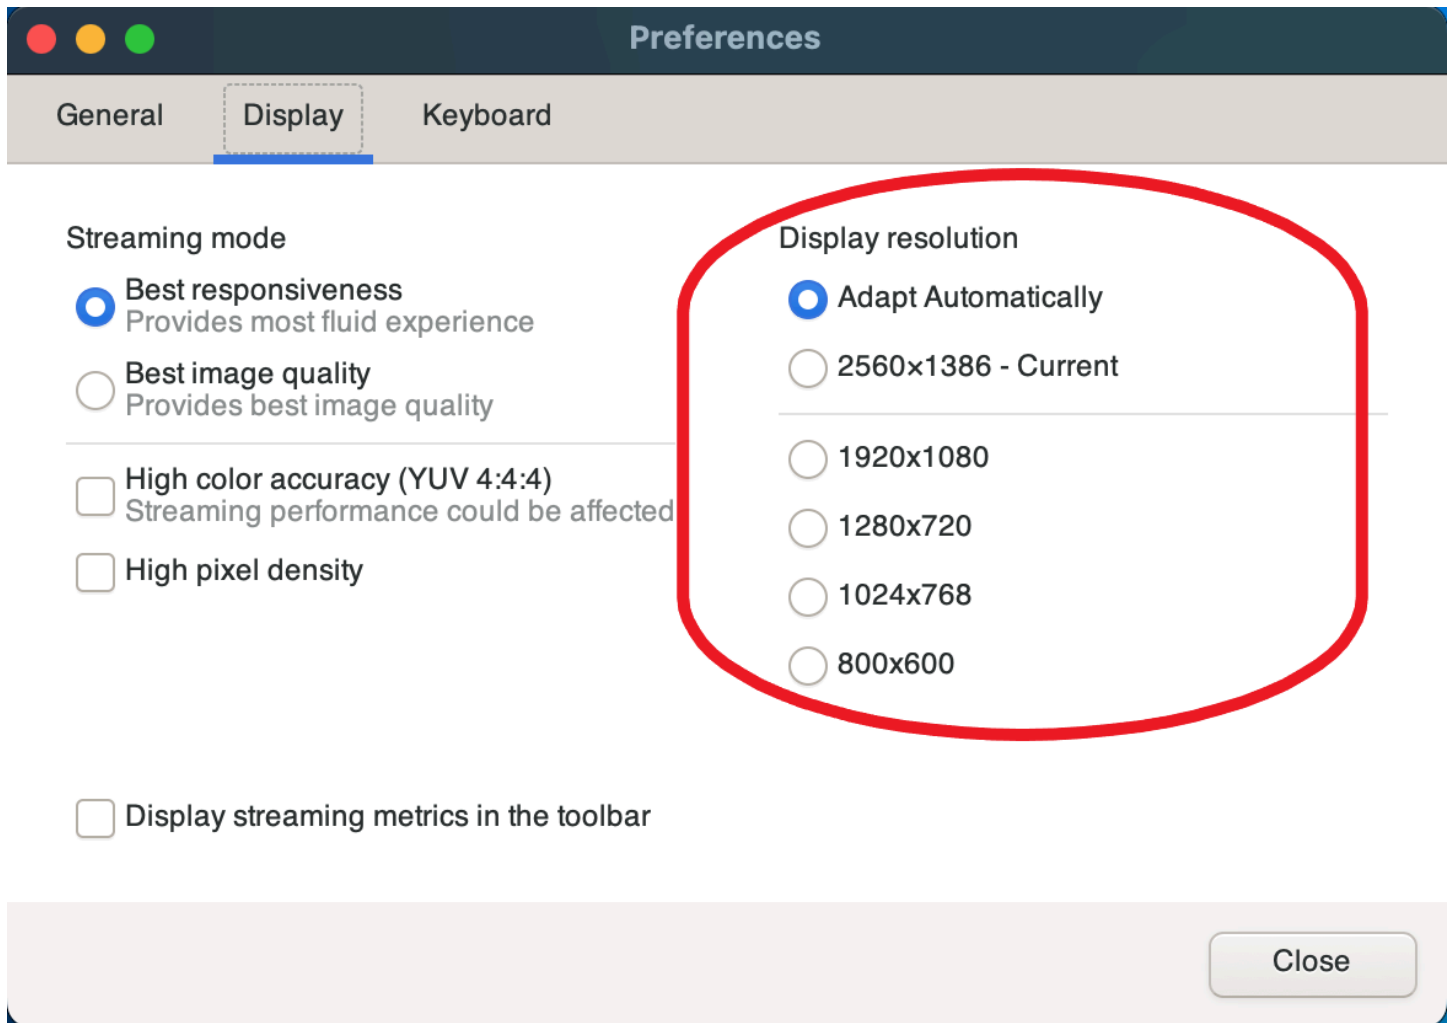 Preferences
General
Display
Keyboard
Streaming mode
Best responsiveness
Provides most fluid experience
Best image quality
Provides best image quality
High color accuracy (YUV 4:4:4)
Streaming performance could be affected
High pixel density
Display resolution
Adapt Automatically
2560×1386 - Current
1920x1080
1280x720
1024x768
800x600
Display streaming metrics in the toolbar
Close